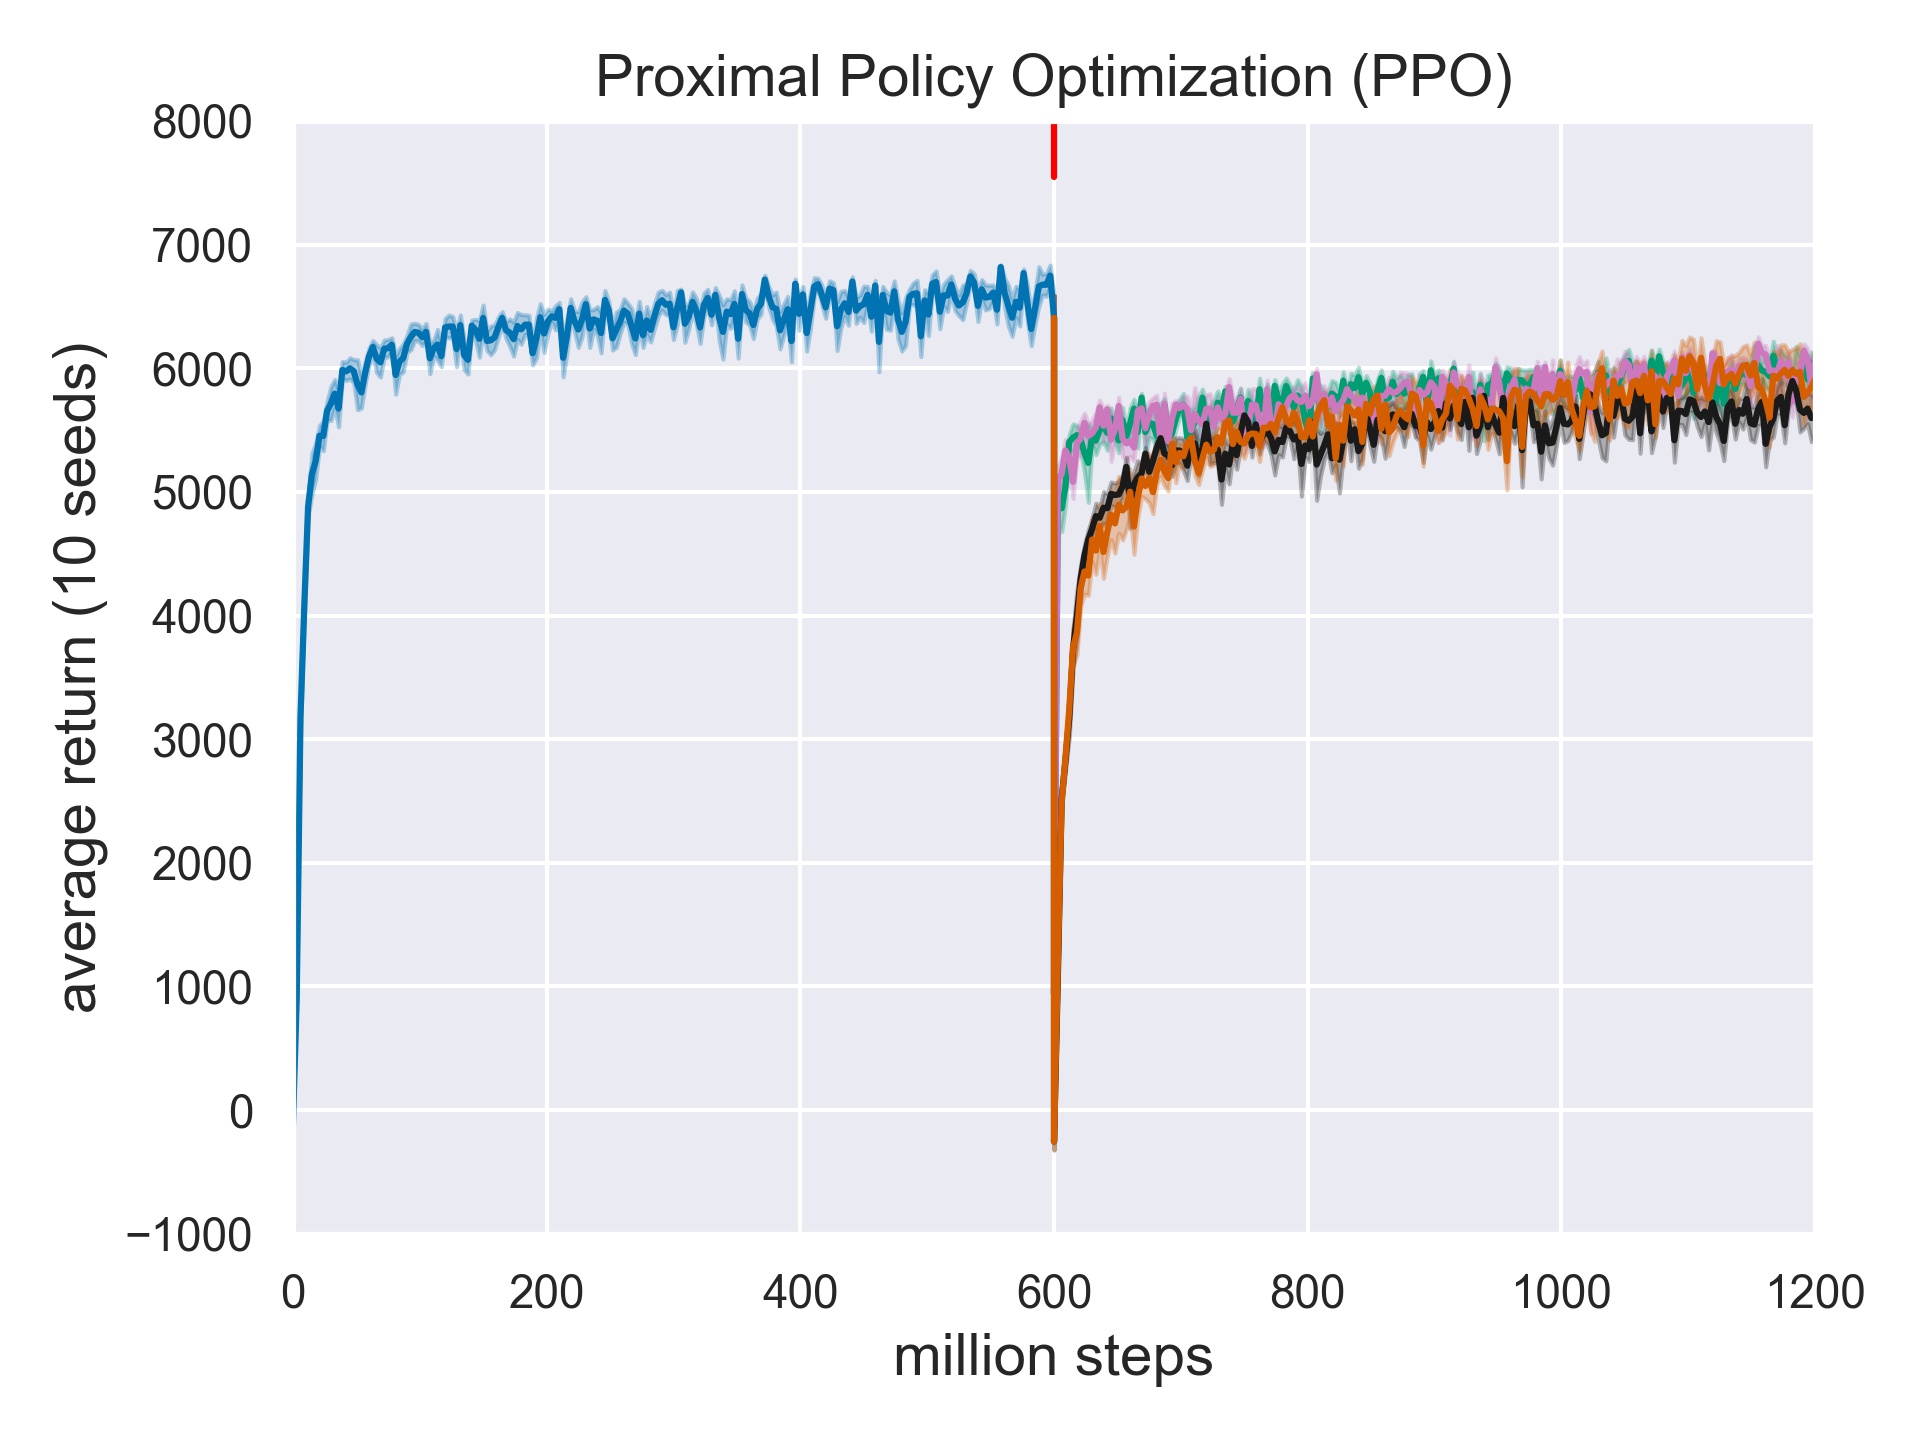 Proximal Policy Optimization (PPO)
8000
7000
6000
5000
4000
3000
2000
1000
0
−1000
average return (10 seeds)
0 200 400 600 800 1000 1200
million steps